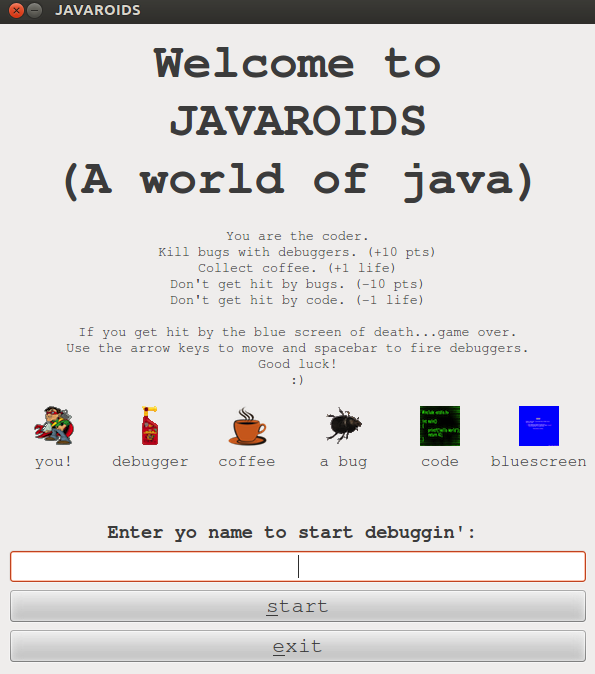 JAVAROIDS
Welcome to
JAVAROIDS
(A world of java)
You are the coder.
Kill bugs with debuggers. (+10 pts)
Collect coffee. (+1 life)
Don't get hit by bugs. (-10 pts)
Don't get hit by code. (-1 life)
If you get hit by the blue screen of death...game over.
Use the arrow keys to move and spacebar to fire debuggers.
Good luck!
:)
you! debugger coffee a bug code bluescreen
Enter yo name to start debuggin':
start
exit